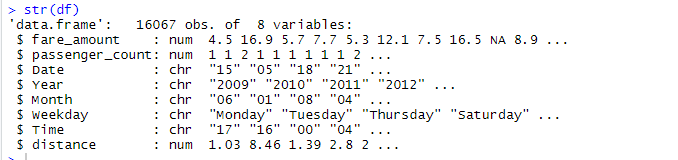 > str(df)
'data.frame':   16067 obs. of  8 variables:
 $ fare_amount    : num  4.5 16.9 5.7 7.7 5.3 12.1 7.5 16.5 NA 8.9 ...
 $ passenger_count: num  1 1 2 1 1 1 1 1 1 2 ...
 $ Date           : chr  "15" "05" "18" "21" ...
 $ Year           : chr  "2009" "2010" "2011" "2012" ...
 $ Month          : chr  "06" "01" "08" "04" ...
 $ Weekday        : chr  "Monday" "Tuesday" "Thursday" "Saturday" ...
 $ Time           : chr  "17" "16" "00" "04" ...
 $ distance       : num  1.03 8.46 1.39 2.8 2 ...
>